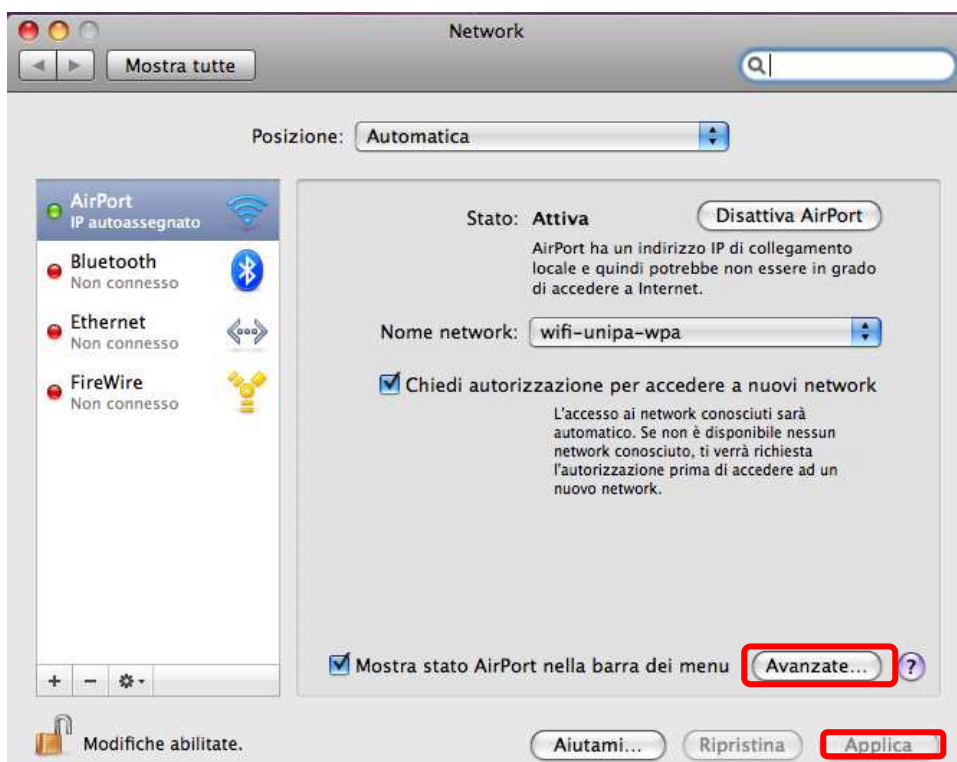 Network
Mostra tutte
Posizione: Automatica
AirPort
IP autoassegnato
Bluetooth
Non connesso
Ethernet
Non connesso
FireWire
Non connesso
Stato: Attiva
Disattiva AirPort
AirPort ha un indirizzo IP di collegamento
locale e quindi potrebbe non essere in grado
di accedere a Internet.
Nome network: wifi-unipa-wpa
Chiedi autorizzazione per accedere a nuovi network
L'accesso ai network conosciuti sarà
automatico. Se non è disponibile nessun
network conosciuto, ti verrà richiesta
l'autorizzazione prima di accedere ad un
nuovo network.
Mostra stato AirPort nella barra dei menu
Avanzate...
?
Modifiche abilitate.
Aiutami...
Ripristina
Applica